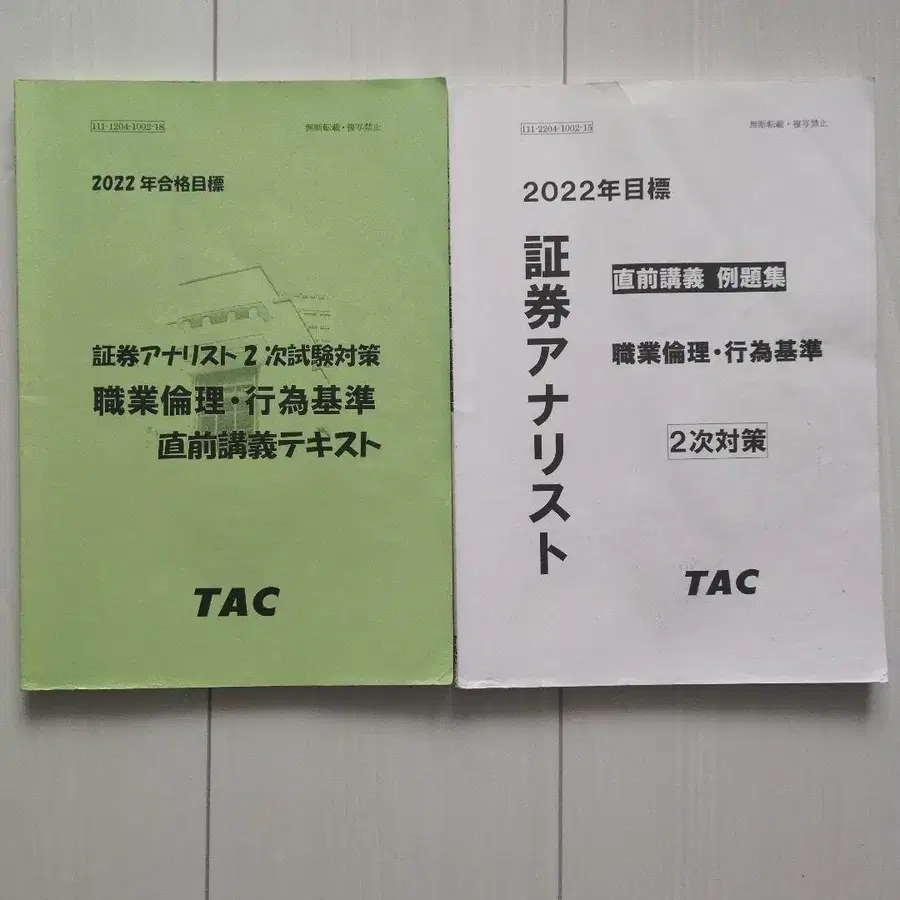 111-1204-1002-18
無断転載・複写禁止
2022年合格目標
証券アナリスト2次試験対策
職業倫理・行為基準
直前講義テキスト
TAC
111-2204-1002-15
無断転載・複写禁止
2022年目標
証券アナリスト
直前講義 例題集
職業倫理・行為基準
2次対策
TAC